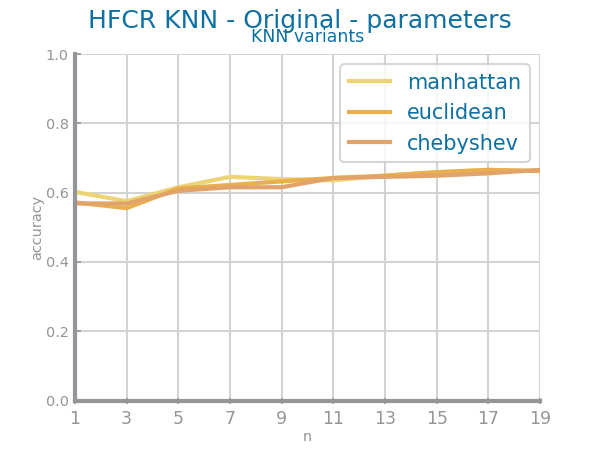 HFCR KNN - Original - parameters
KNN variants
manhattan
euclidean
chebyshev
accuracy
1.0
0.8
0.6
0.4
0.2
0.0
1 3 5 7 9 11 13 15 17 19
n